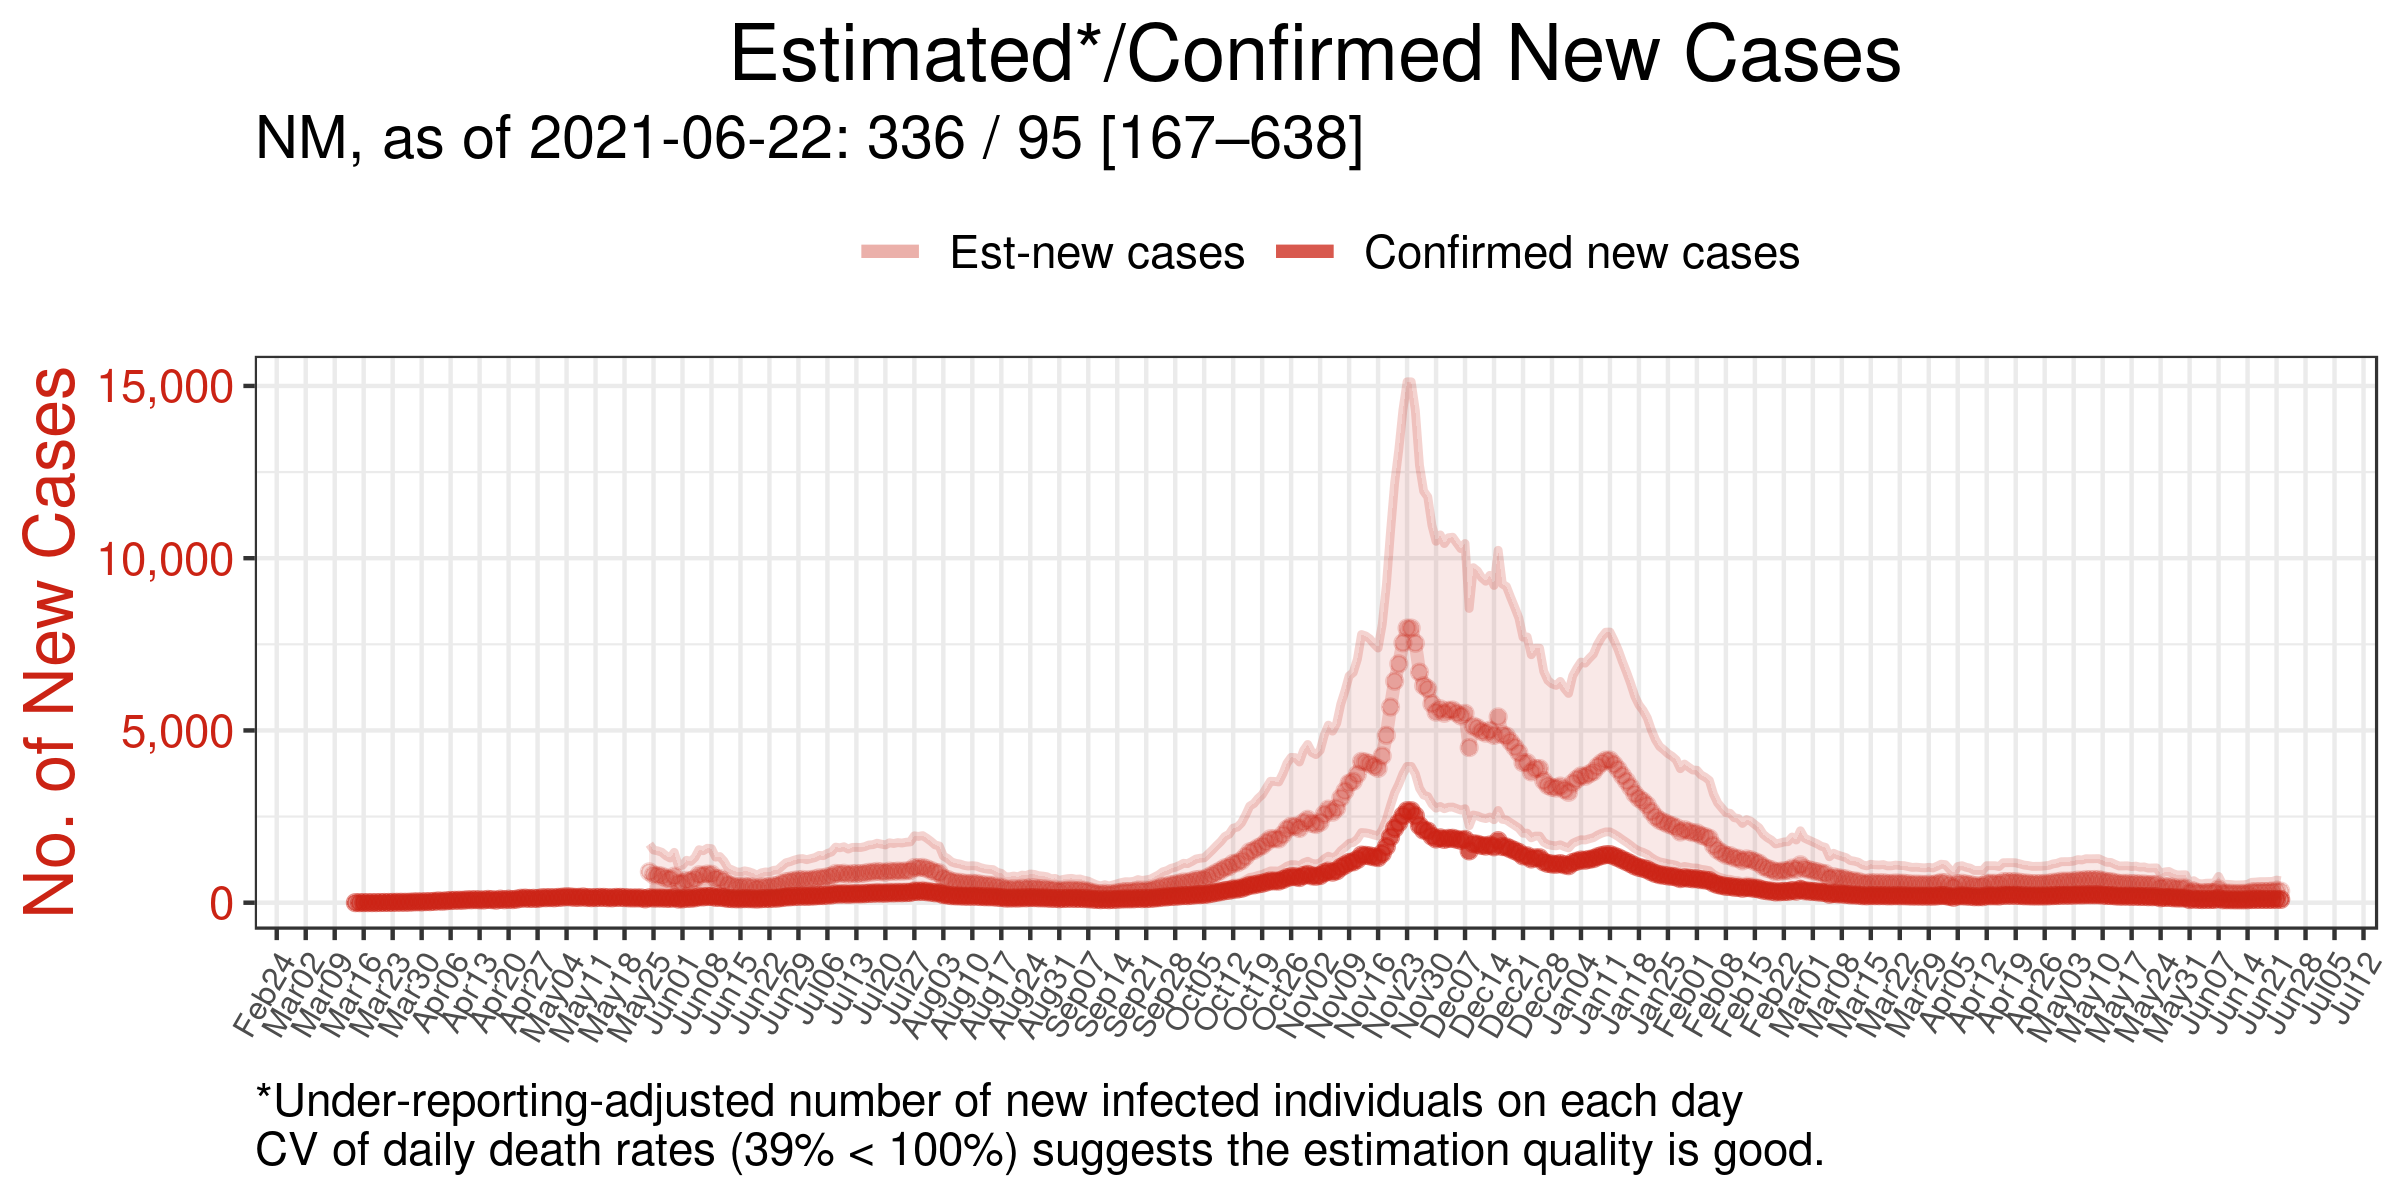 Estimated*/Confirmed New Cases
NM, as of 2021-06-22: 336 / 95 [167–638]
Est-new cases Confirmed new cases
No. of New Cases
15,000
10,000
5,000
0
Feb24 Mar02 Mar09 Mar16 Mar23 Mar30 Apr06 Apr13 Apr20 Apr27 May04 May11 May18 May25 Jun01 Jun08 Jun15 Jun22 Jun29 Jul06 Jul13 Jul20 Jul27 Aug03 Aug10 Aug17 Aug24 Aug31 Sep07 Sep14 Sep21 Sep28 Oct05 Oct12 Oct19 Oct26 Nov02 Nov09 Nov16 Nov23 Nov30 Dec07 Dec14 Dec21 Dec28 Jan04 Jan11 Jan18 Jan25 Feb01 Feb08 Feb15 Feb22 Mar01 Mar08 Mar15 Mar22 Mar29 Apr05 Apr12 Apr19 Apr26 May03 May10 May17 May24 May31 Jun07 Jun14 Jun21 Jun28 Jul05 Jul12
*Under-reporting-adjusted number of new infected individuals on each day
CV of daily death rates (39% < 100%) suggests the estimation quality is good.